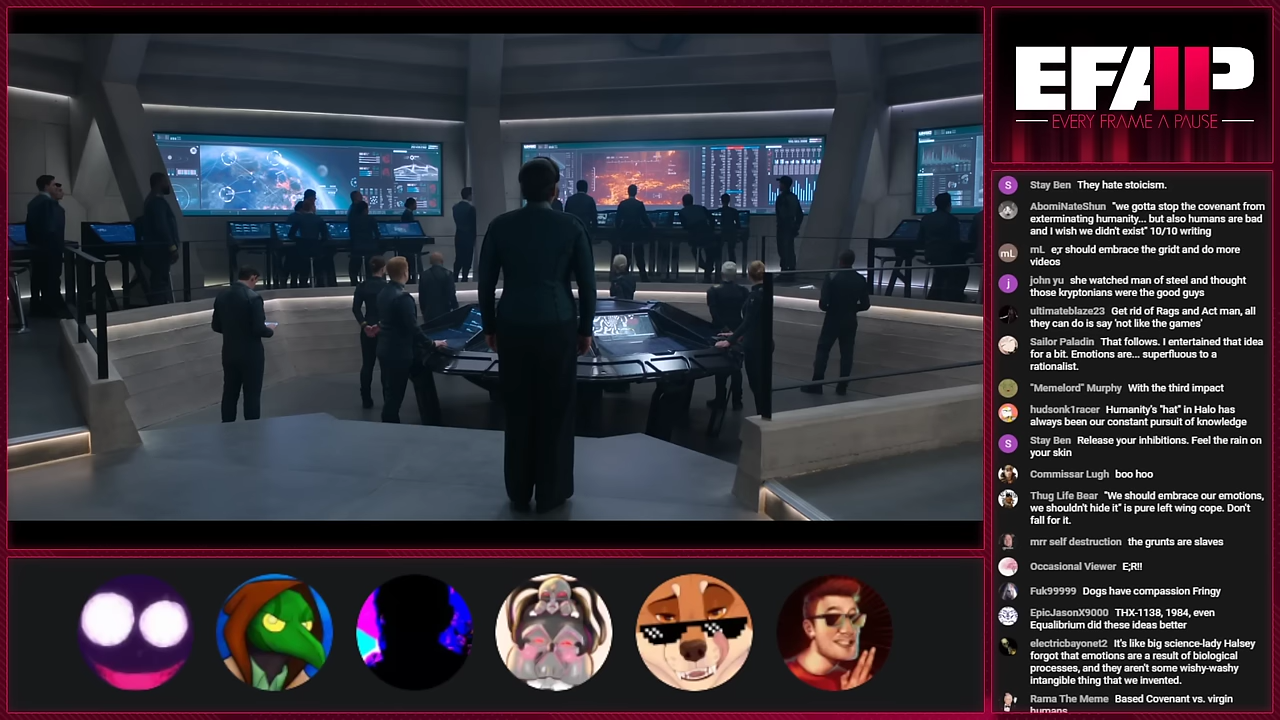 EFAP
EVERY FRAME A PAUSE
S Stay Ben They hate stoicism.
AbomiNateShun "we gotta stop the covenant from
exterminating humanity... but also humans are bad
and I wish we didn't exist" 10/10 writing
mL mL e;r should embrace the gridt and do more
videos
j john yu she watched man of steel and thought
those kryptonians were the good guys
ultimateblaze23 Get rid of Rags and Act man, all
they can do is say 'not like the games'
Sailor Paladin That follows. I entertained that idea
for a bit. Emotions are... superfluous to a
rationalist.
"Memelord" Murphy With the third impact
hudsonk1racer Humanity's "hat" in Halo has
always been our constant pursuit of knowledge
S Stay Ben Release your inhibitions. Feel the rain on
your skin
Commissar Lugh boo hoo
Thug Life Bear "We should embrace our emotions,
we shouldn't hide it" is pure left wing cope. Don't
fall for it.
mrr self destruction the grunts are slaves
Occasional Viewer E;R!!
Fuk99999 Dogs have compassion Fringy
EpicJasonX9000 THX-1138, 1984, even
Equalibrium did these ideas better
electricbayonet2 It's like big science-lady Halsey
forgot that emotions are a result of biological
processes, and they aren't some wishy-washy
intangible thing that we invented.
Rama The Meme Based Covenant vs. virgin
humans